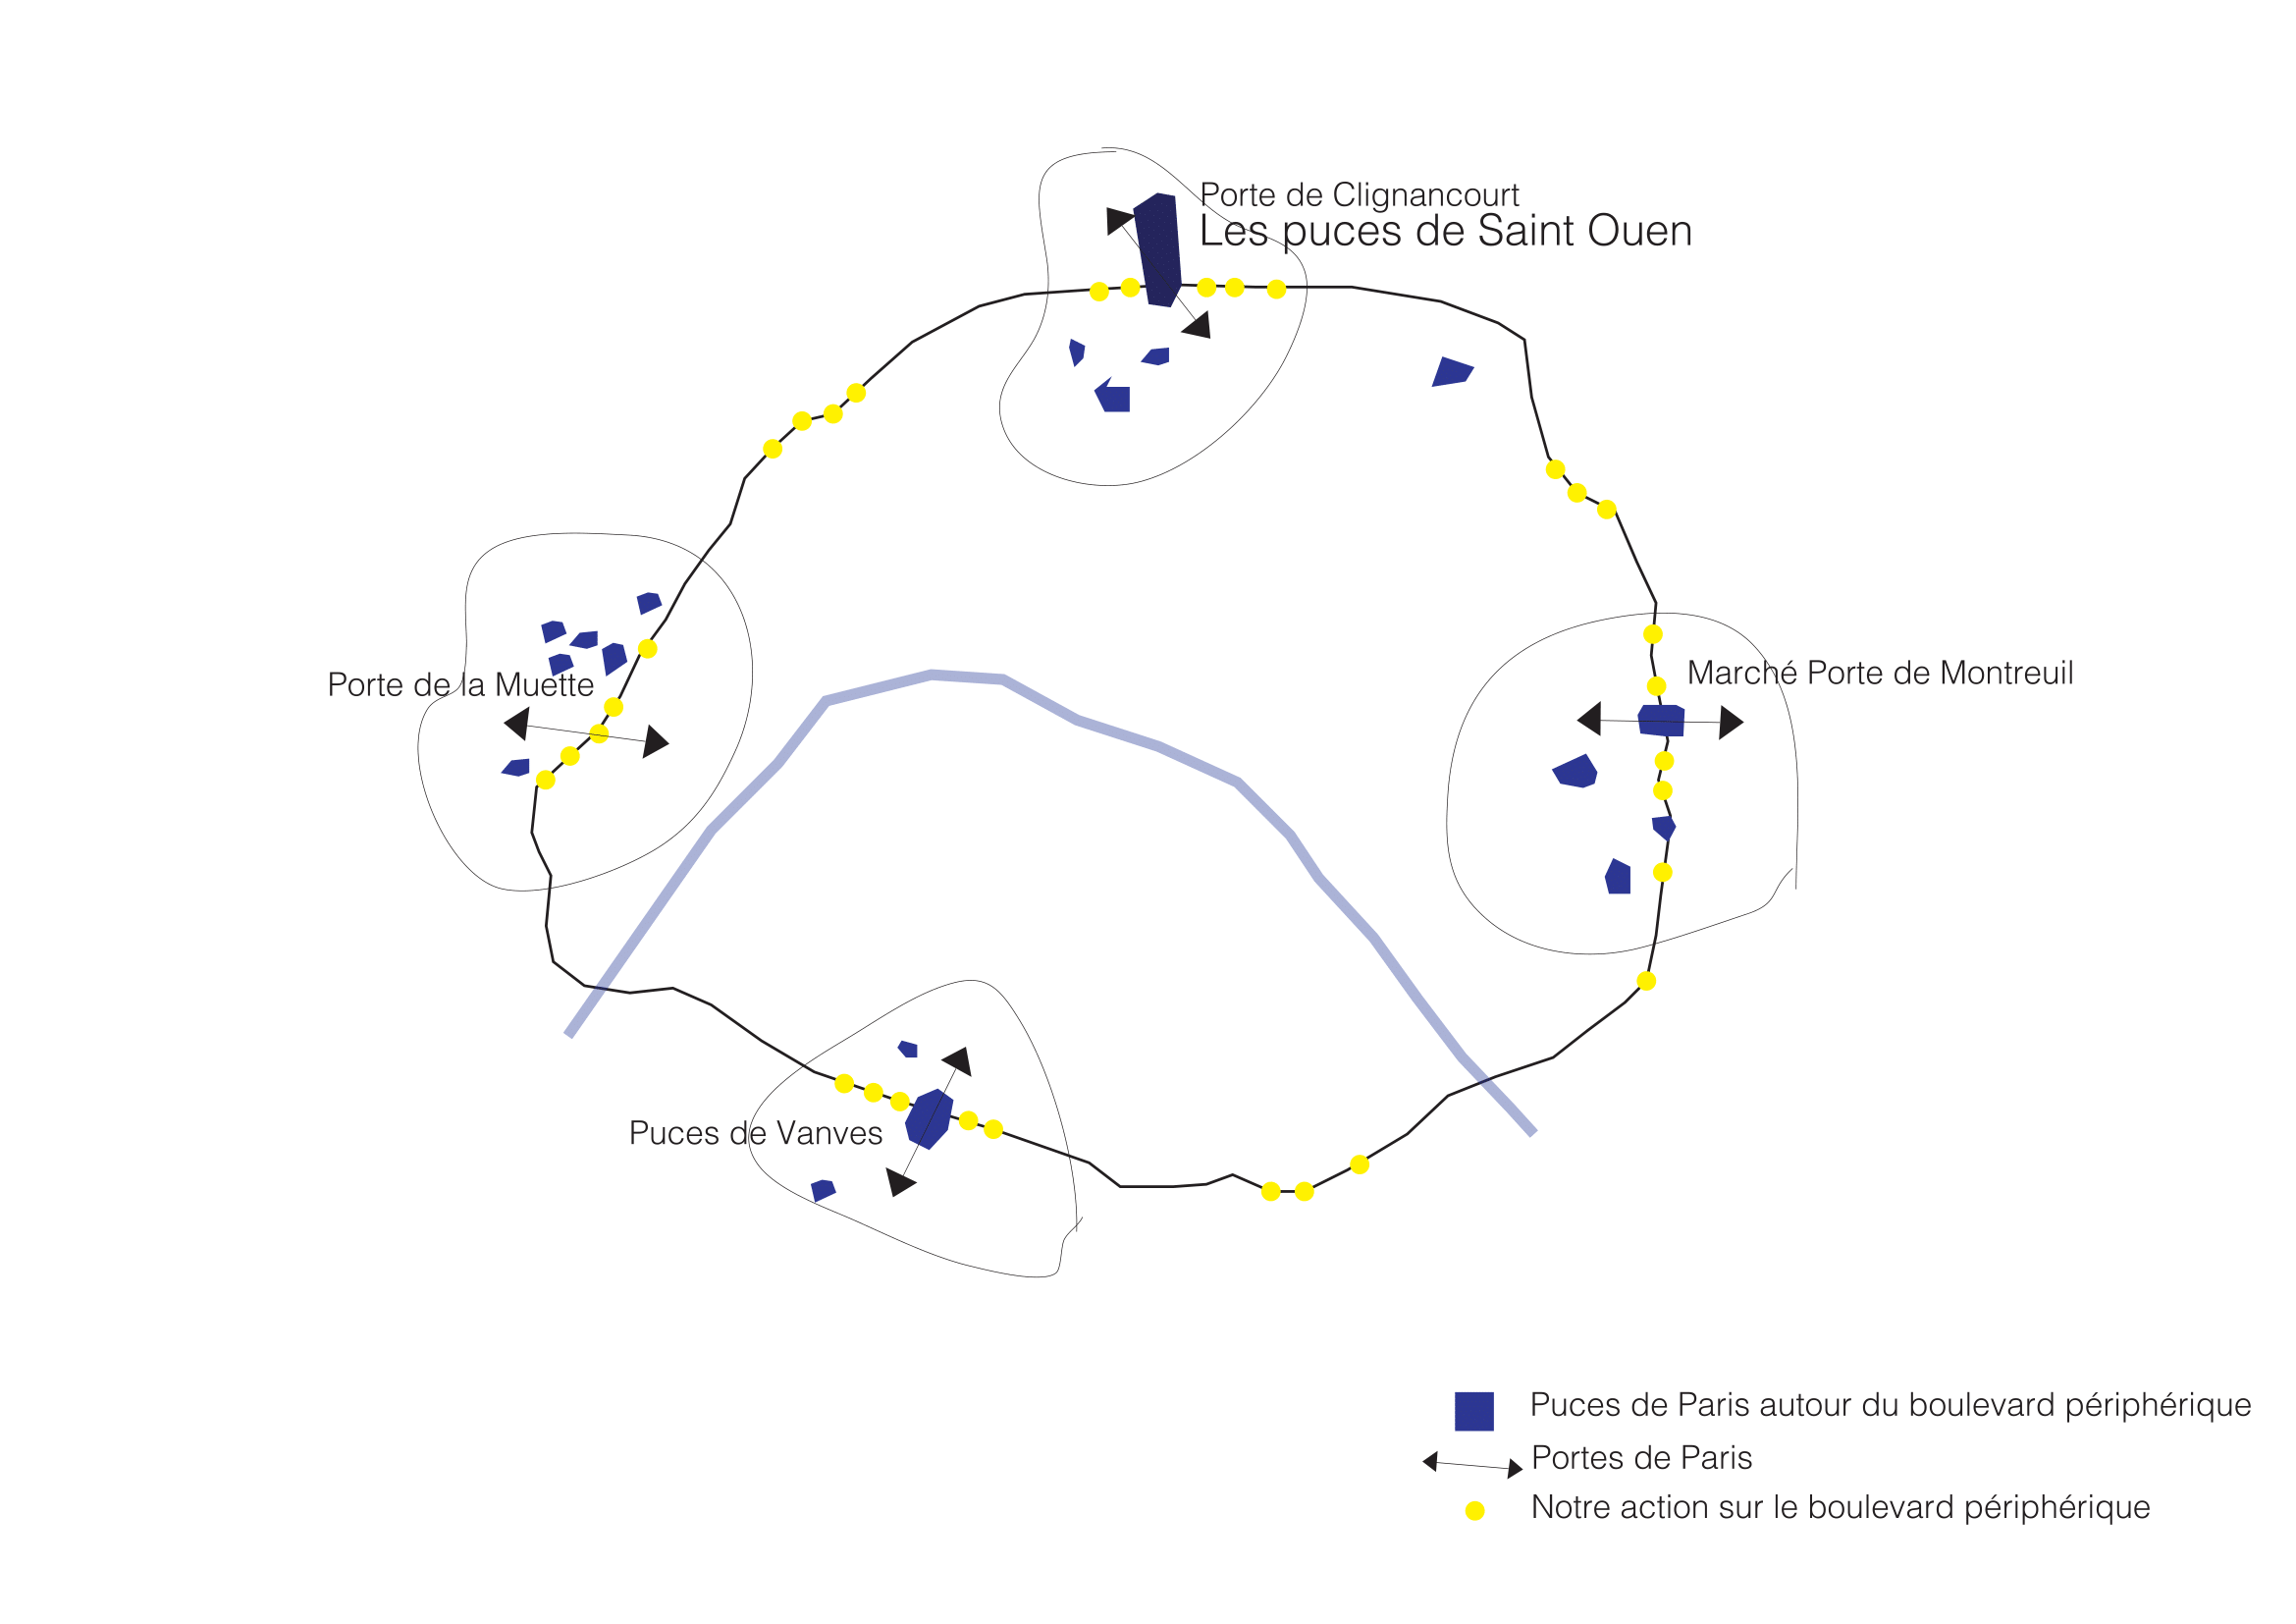 Porte de Clignancourt
Les puces de Saint Ouen
Porte de la Muette
Marché Porte de Montreuil
Puces de Vanves
Puces de Paris autour du boulevard périphérique
Portes de Paris
Notre action sur le boulevard périphérique